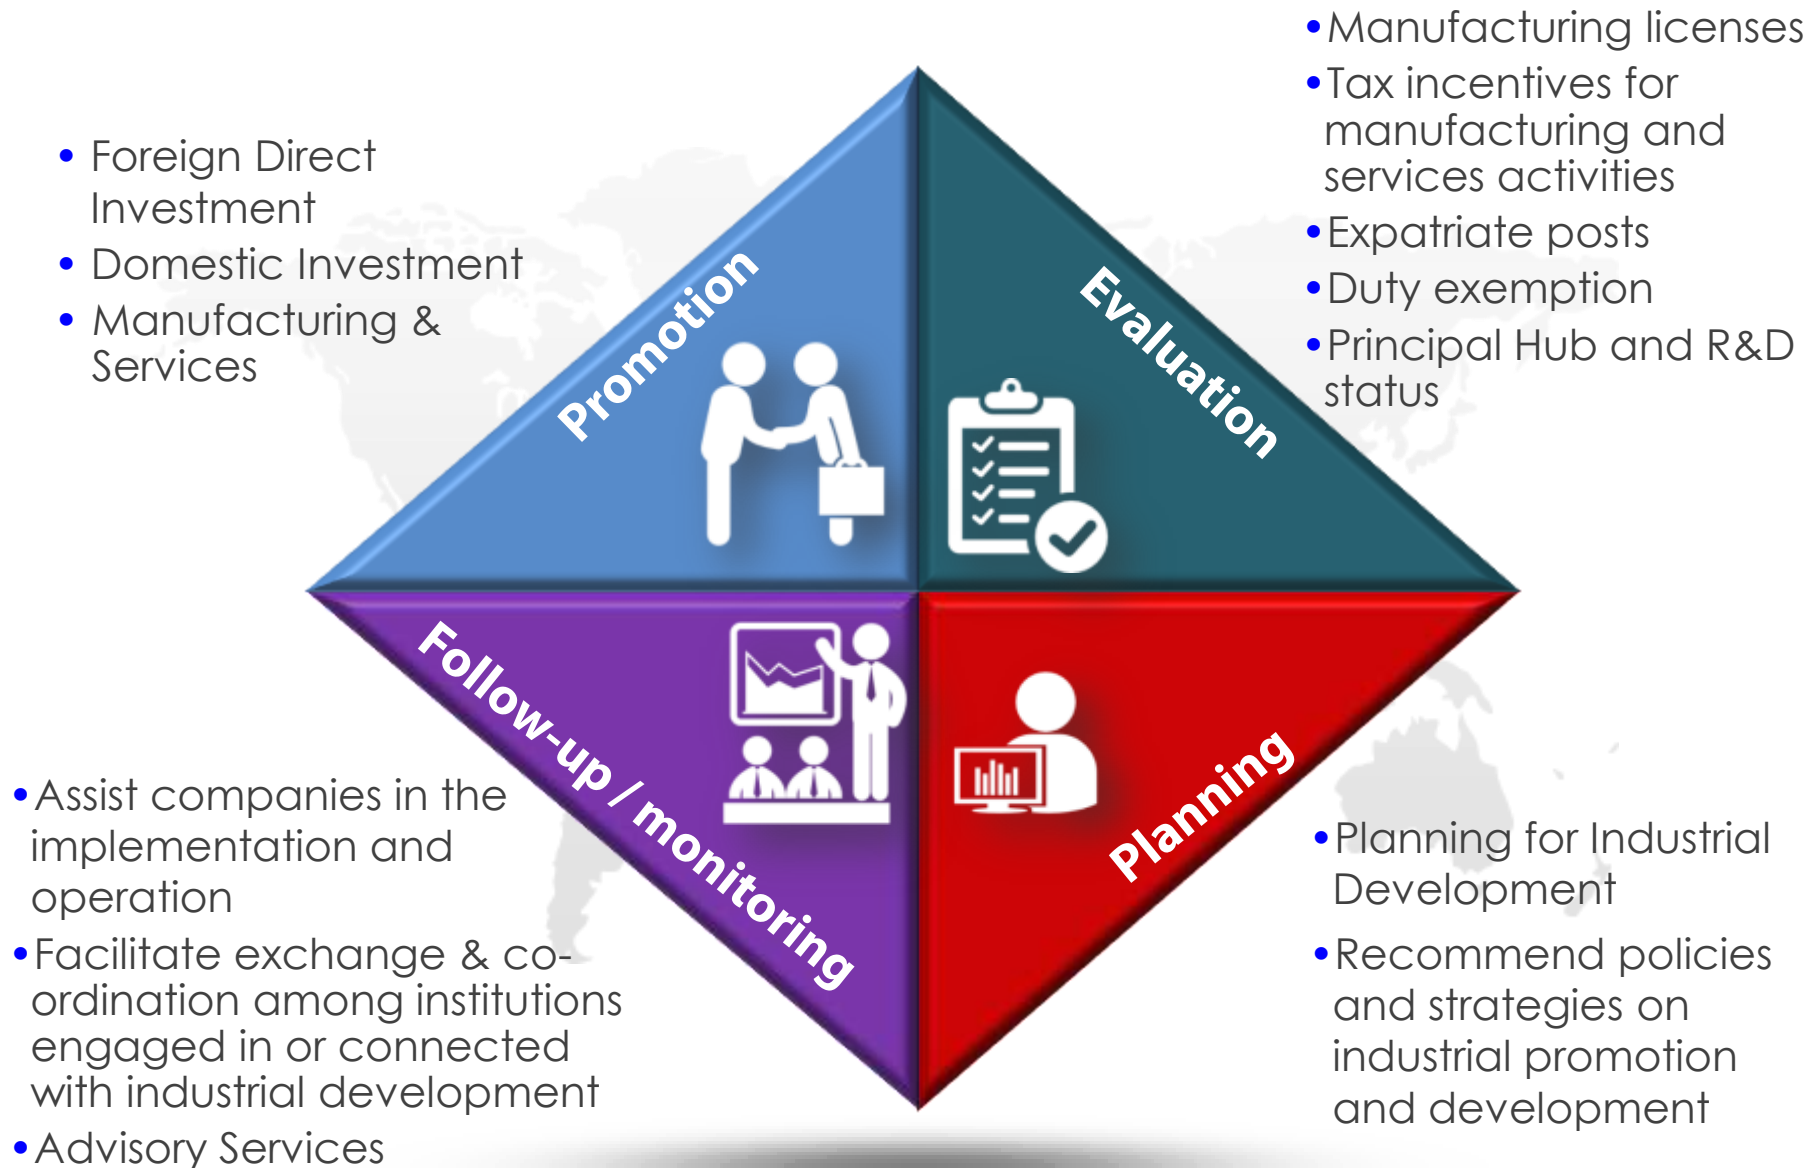 • Foreign Direct
Investment
• Domestic Investment
• Manufacturing &
Services
Promotion
Evaluation
•Manufacturing licenses
•Tax incentives for
manufacturing and
services activities
•Expatriate posts
•Duty exemption
•Principal Hub and R&D
status
Follow-up / monitoring
Planning
•Assist companies in the
implementation and
operation
•Facilitate exchange & co-
ordination among institutions
engaged in or connected
with industrial development
•Advisory Services
•Planning for Industrial
Development
•Recommend policies
and strategies on
industrial promotion
and development